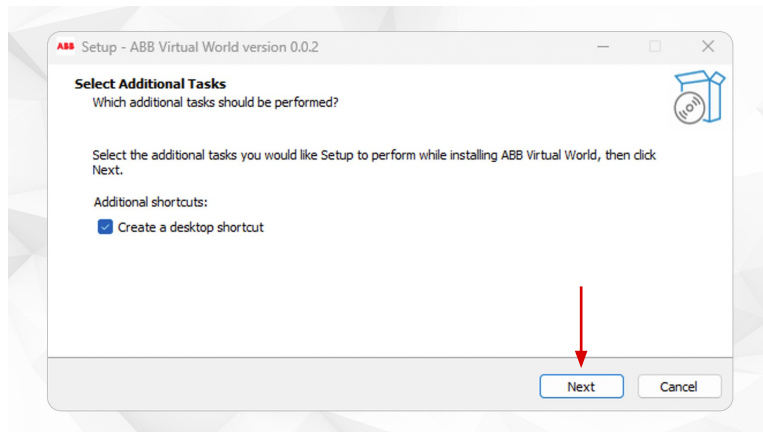 ABB Setup - ABB Virtual World version 0.0.2
Select Additional Tasks
Which additional tasks should be performed?
Select the additional tasks you would like Setup to perform while installing ABB Virtual World, then click
Next.
Additional shortcuts:
Create a desktop shortcut
Next Cancel